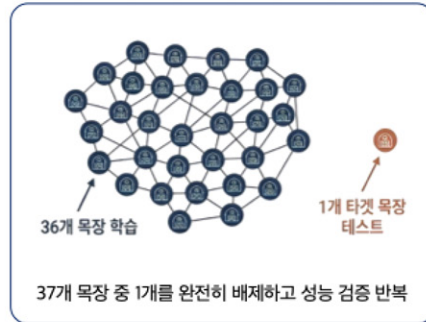 36개 목장 학습
1개 타겟 목장
테스트
37개 목장 중 1개를 완전히 배제하고 성능 검증 반복